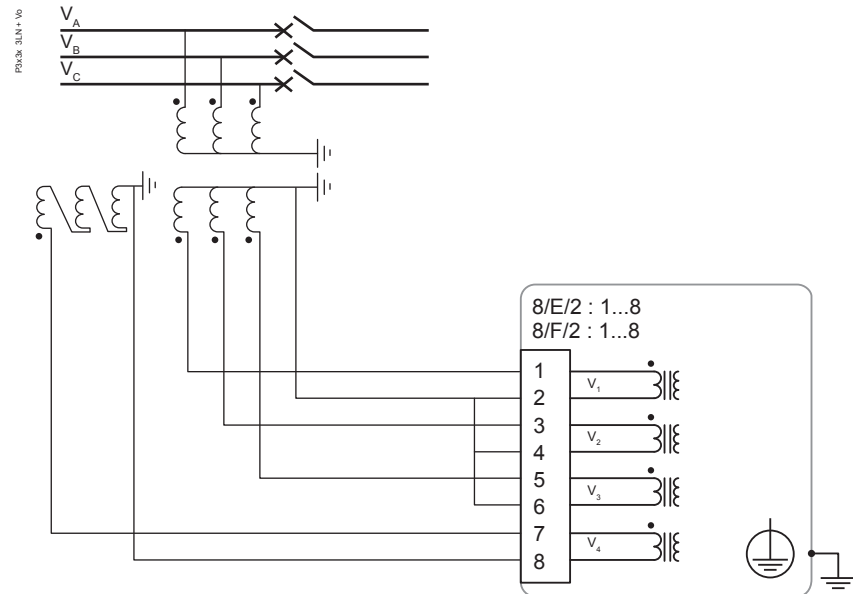 P3x3x 3LN + Vo
VA
VB
VC
8/E/2 : 1...8
8/F/2 : 1...8
1
2
3
4
5
6
7
8
V1
V2
V3
V4